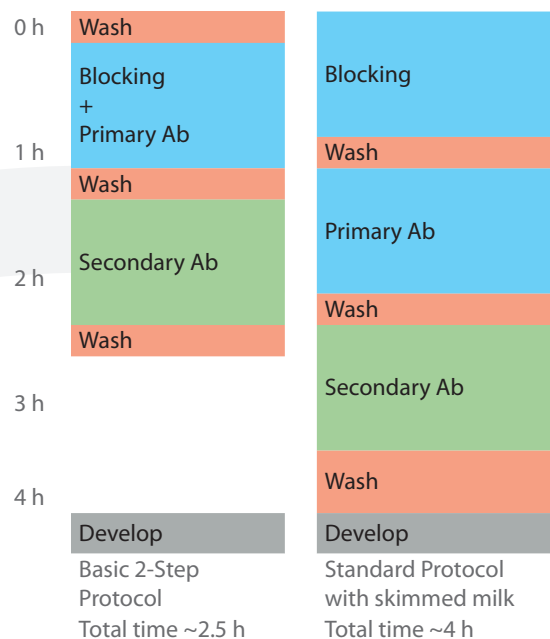 0 h
1 h
2 h
3 h
4 h
Wash
Blocking
+
Primary Ab
Wash
Secondary Ab
Wash
Develop
Basic 2-Step
Protocol
Total time ~2.5 h
Blocking
Wash
Primary Ab
Wash
Secondary Ab
Wash
Develop
Standard Protocol
with skimmed milk
Total time ~4 h